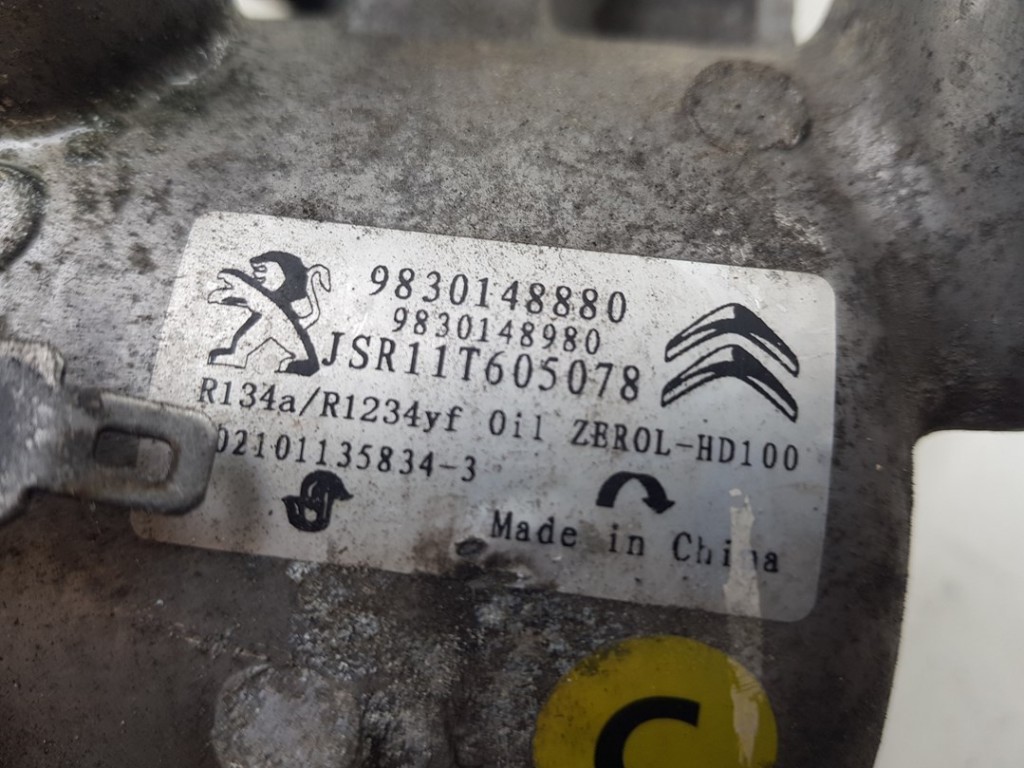 9830148880
9830148980
JSR11T605078
R134a/R1234yf Oil ZEROL-HD100
02101135834-3
Made in China
C